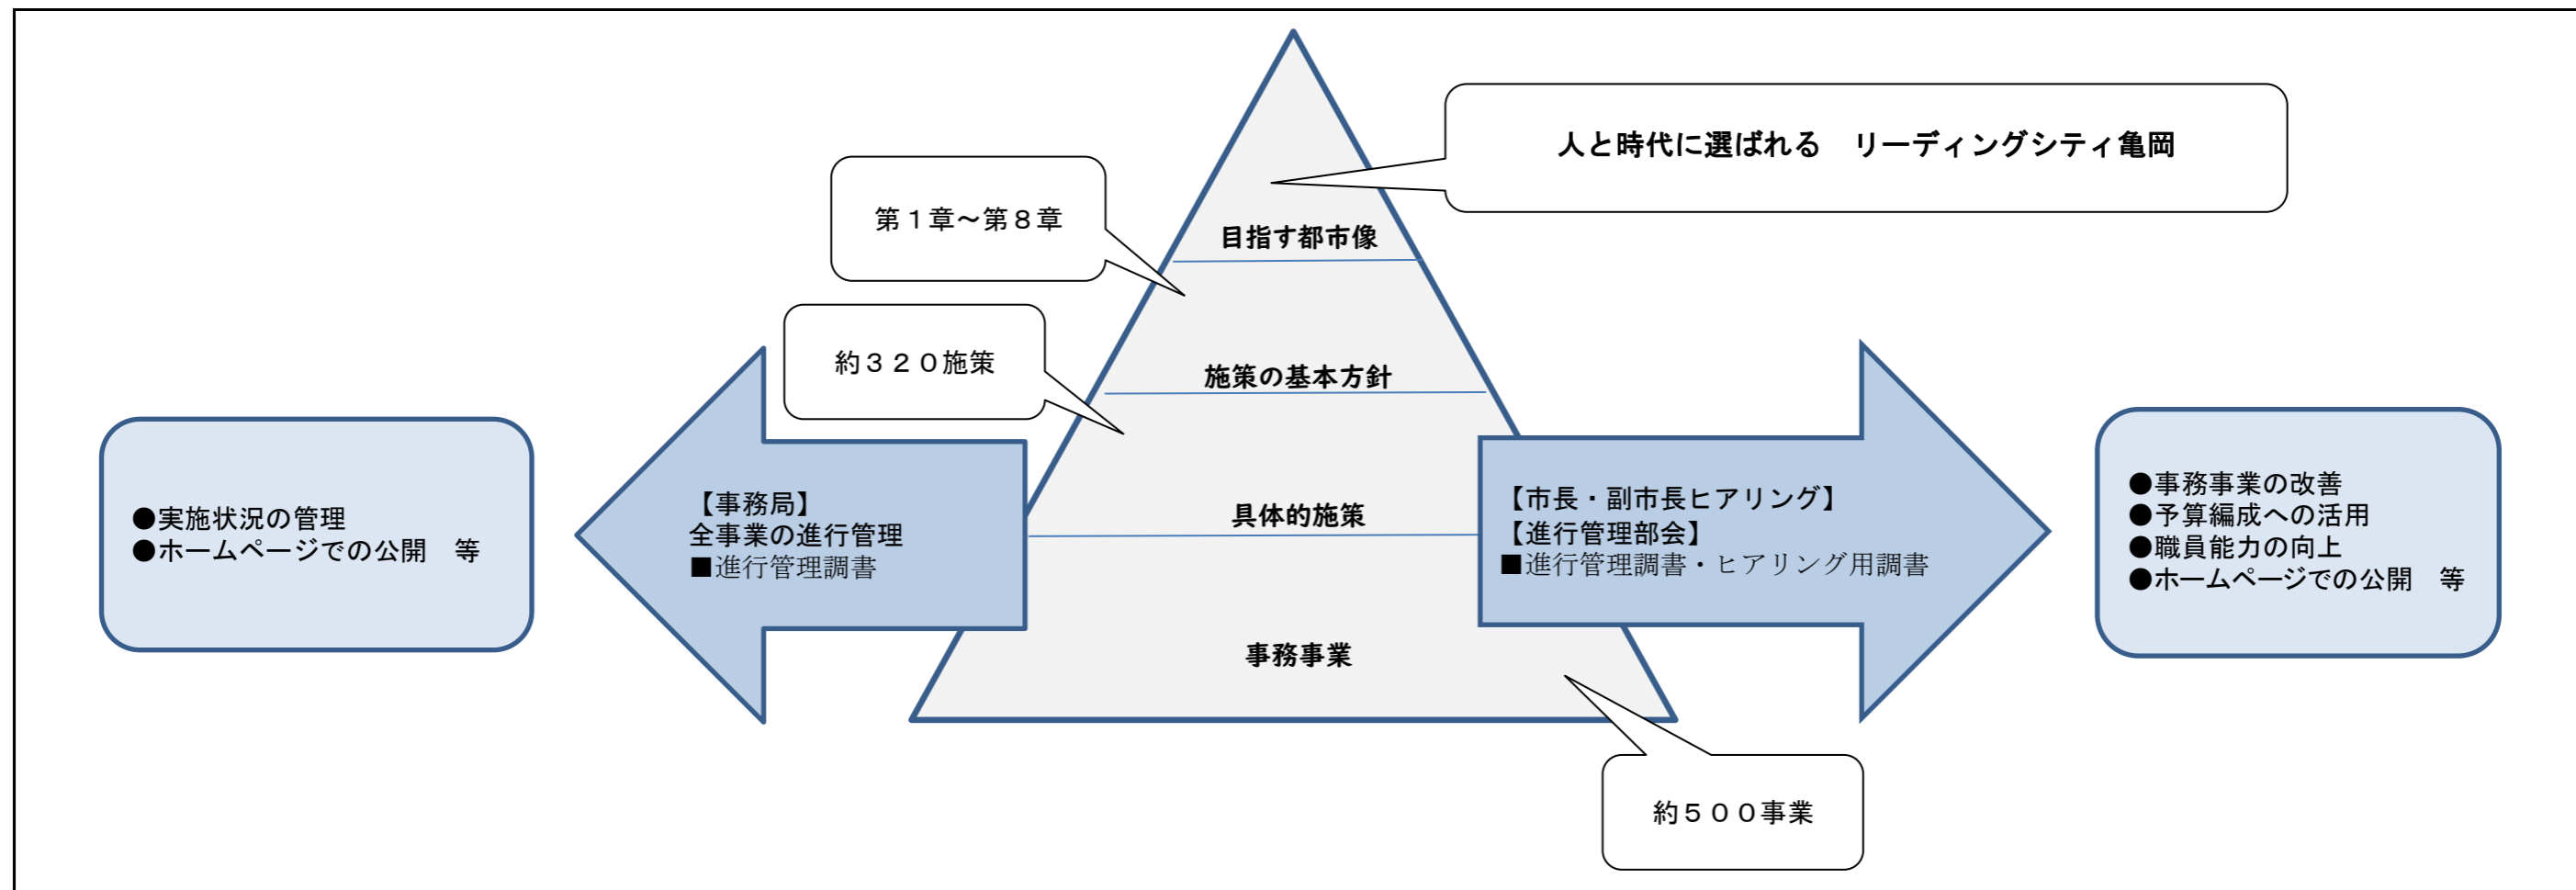 人と時代に選ばれる　リーディングシティ亀岡
第１章～第８章
目指す都市像
約３２０施策
施策の基本方針
具体的施策
事務事業
約５００事業
【事務局】
全事業の進行管理
■進行管理調書
●実施状況の管理
●ホームページでの公開　等
【市長・副市長ヒアリング】
【進行管理部会】
■進行管理調書・ヒアリング用調書
●事務事業の改善
●予算編成への活用
●職員能力の向上
●ホームページでの公開　等